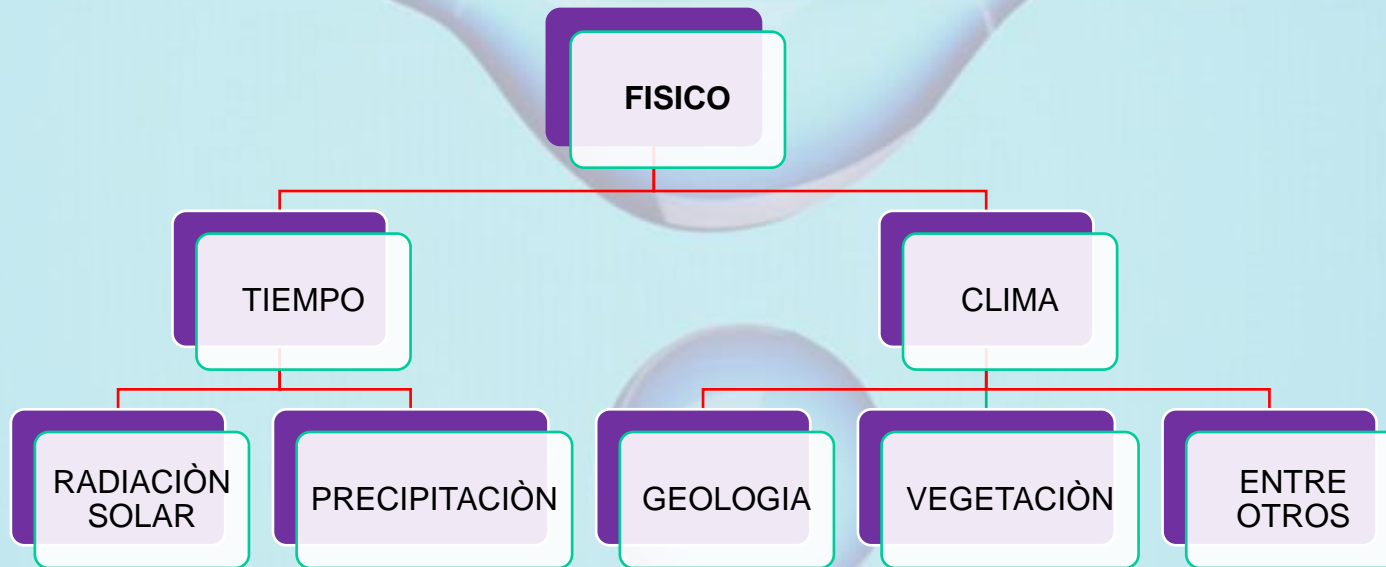 FISICO
TIEMPO
CLIMA
RADIACIÒN
SOLAR
PRECIPITACIÒN
GEOLOGIA
VEGETACIÒN
ENTRE
OTROS